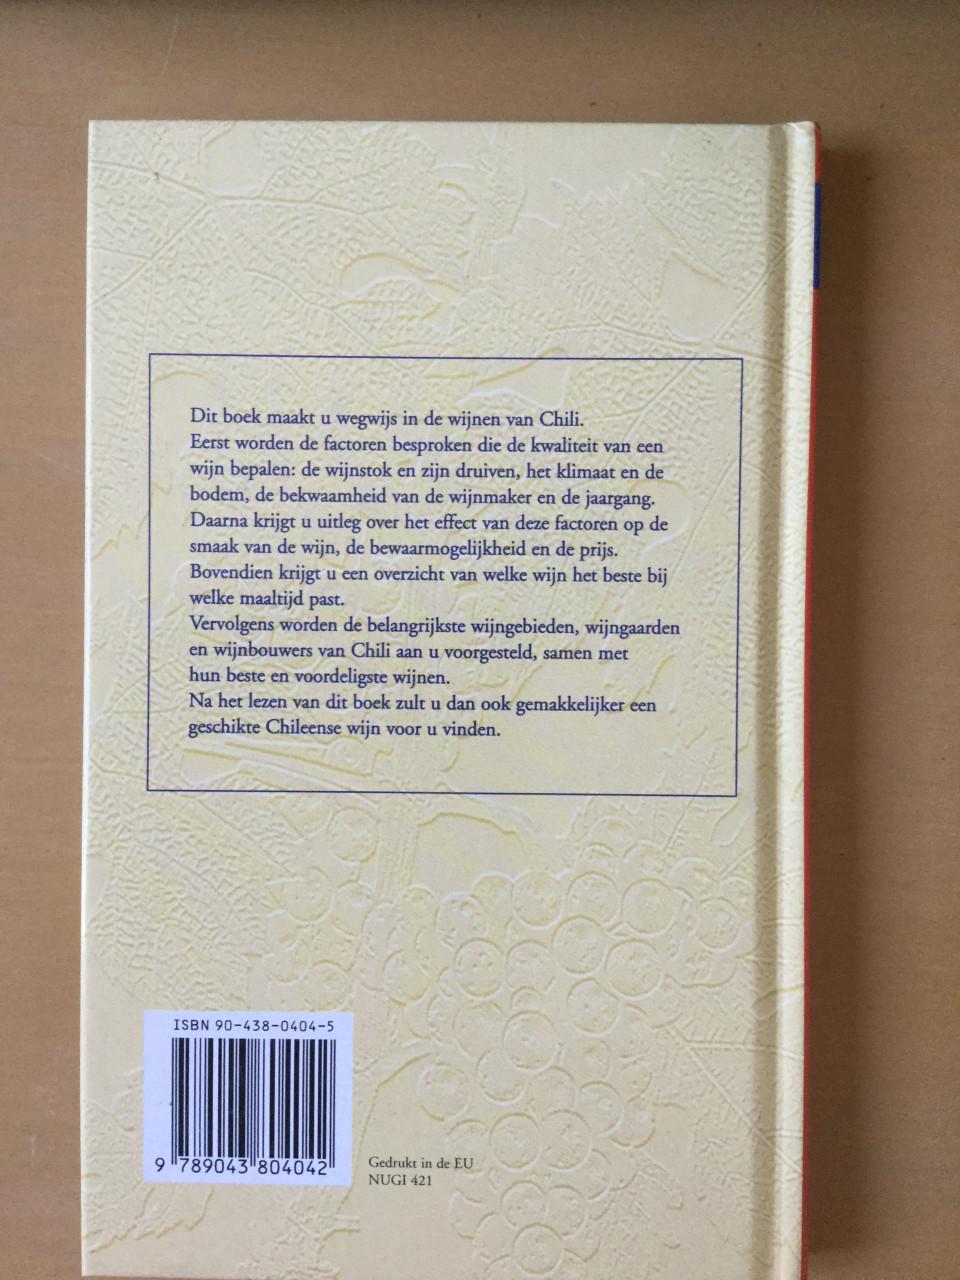 Dit boek maakt u wegwijs in de wijnen van Chili.
Eerst worden de factoren besproken die de kwaliteit van een
wijn bepalen: de wijnstok en zijn druiven, het klimaat en de
bodem, de bekwaamheid van de wijnmaker en de jaargang.
Daarna krijgt u uitleg over het effect van deze factoren op de
smaak van de wijn, de bewaarmogelijkheid en de prijs.
Bovendien krijgt u een overzicht van welke wijn het beste bij
welke maaltijd past.
Vervolgens worden de belangrijkste wijngebieden, wijngaarden
en wijnbouwers van Chili aan u voorgesteld, samen met
hun beste en voordeligste wijnen.
Na het lezen van dit boek zult u dan ook gemakkelijker een
geschikte Chileense wijn voor u vinden.
ISBN 90-438-0404-5
9 789043 804042
Gedrukt in de EU
NUGI 421